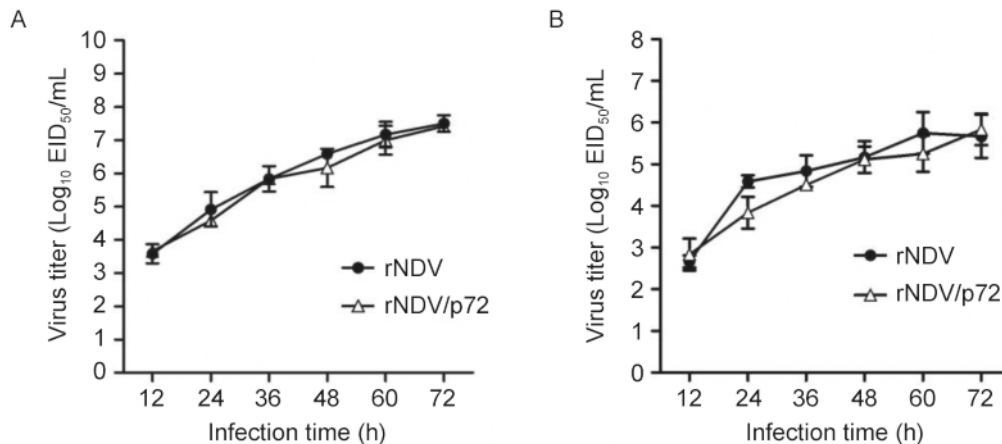 A
Virus titer (Log₁₀ EID₅₀/mL
10
9
8
7
6
5
4
3
2
1
0
12 24 36 48 60 72
Infection time (h)
rNDV
rNDV/p72
B
Virus titer (Log₁₀ EID₅₀/mL
8
7
6
5
4
3
2
1
0
12 24 36 48 60 72
Infection time (h)
rNDV
rNDV/p72